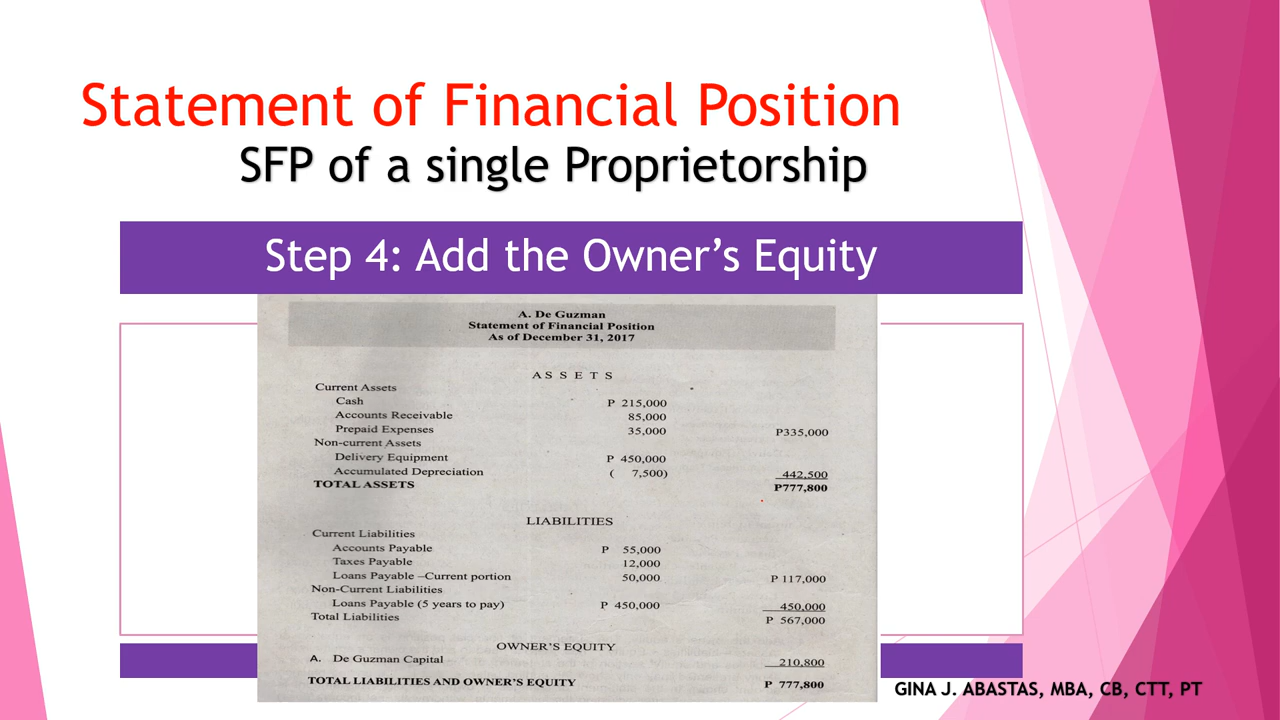 Statement of Financial Position
SFP of a single Proprietorship
Step 4: Add the Owner’s Equity
A. De Guzman
Statement of Financial Position
As of December 31, 2017
A S S E T S
Current Assets
Cash P 215,000
Accounts Receivable 85,000
Prepaid Expenses 35,000 P335,000
Non-current Assets
Delivery Equipment P 450,000
Accumulated Depreciation ( 7,500) 442,500
TOTAL ASSETS P777,800
LIABILITIES
Current Liabilities
Accounts Payable P 55,000
Taxes Payable 12,000
Loans Payable –Current portion 50,000 P 117,000
Non-Current Liabilities
Loans Payable (5 years to pay) P 450,000 450,000
Total Liabilities P 567,000
OWNER’S EQUITY
A. De Guzman Capital 210,800
TOTAL LIABILITIES AND OWNER’S EQUITY P 777,800
GINA J. ABASTAS, MBA, CB, CTT, PT